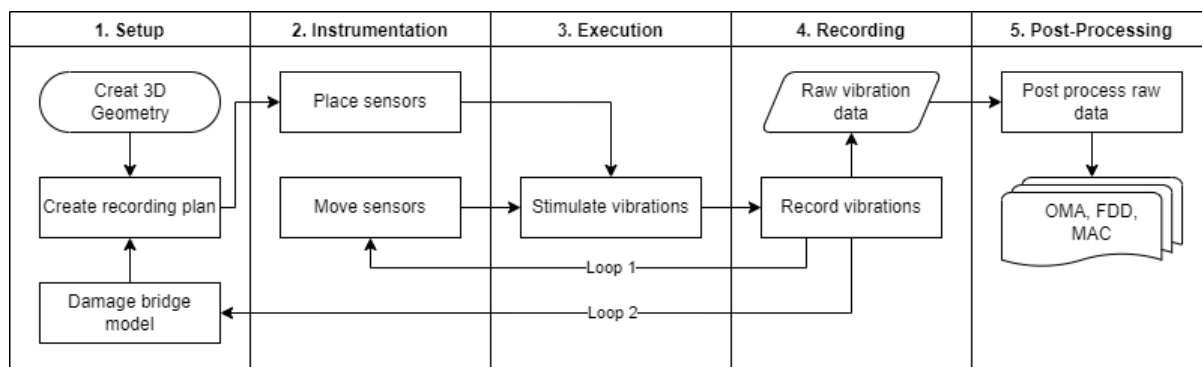 1. Setup
2. Instrumentation
3. Execution
4. Recording
5. Post-Processing
Creat 3D
Geometry
Place sensors
Raw vibration
data
Post process raw
data
Create recording plan
Move sensors
Stimulate vibrations
Record vibrations
OMA, FDD,
MAC
Loop 1
Damage bridge
model
Loop 2